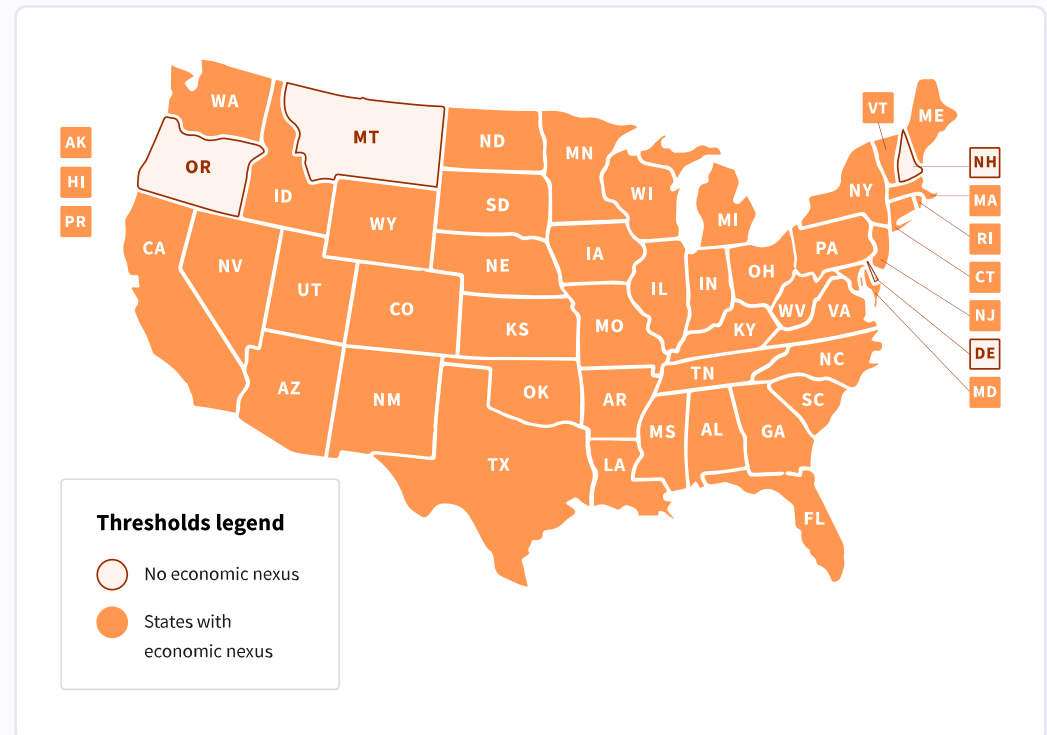 WA
MT
ND
MN
VT
ME
AK
OR
NH
HI
ID
SD
WI
NY
MA
PR
WY
MI
RI
CA
NV
NE
IA
PA
CT
UT
CO
IL
IN
OH
WV
VA
NJ
KS
MO
KY
DE
AZ
NM
OK
AR
TN
NC
MD
SC
MS
AL
GA
TX
LA
FL
Thresholds legend
No economic nexus
States with
economic nexus